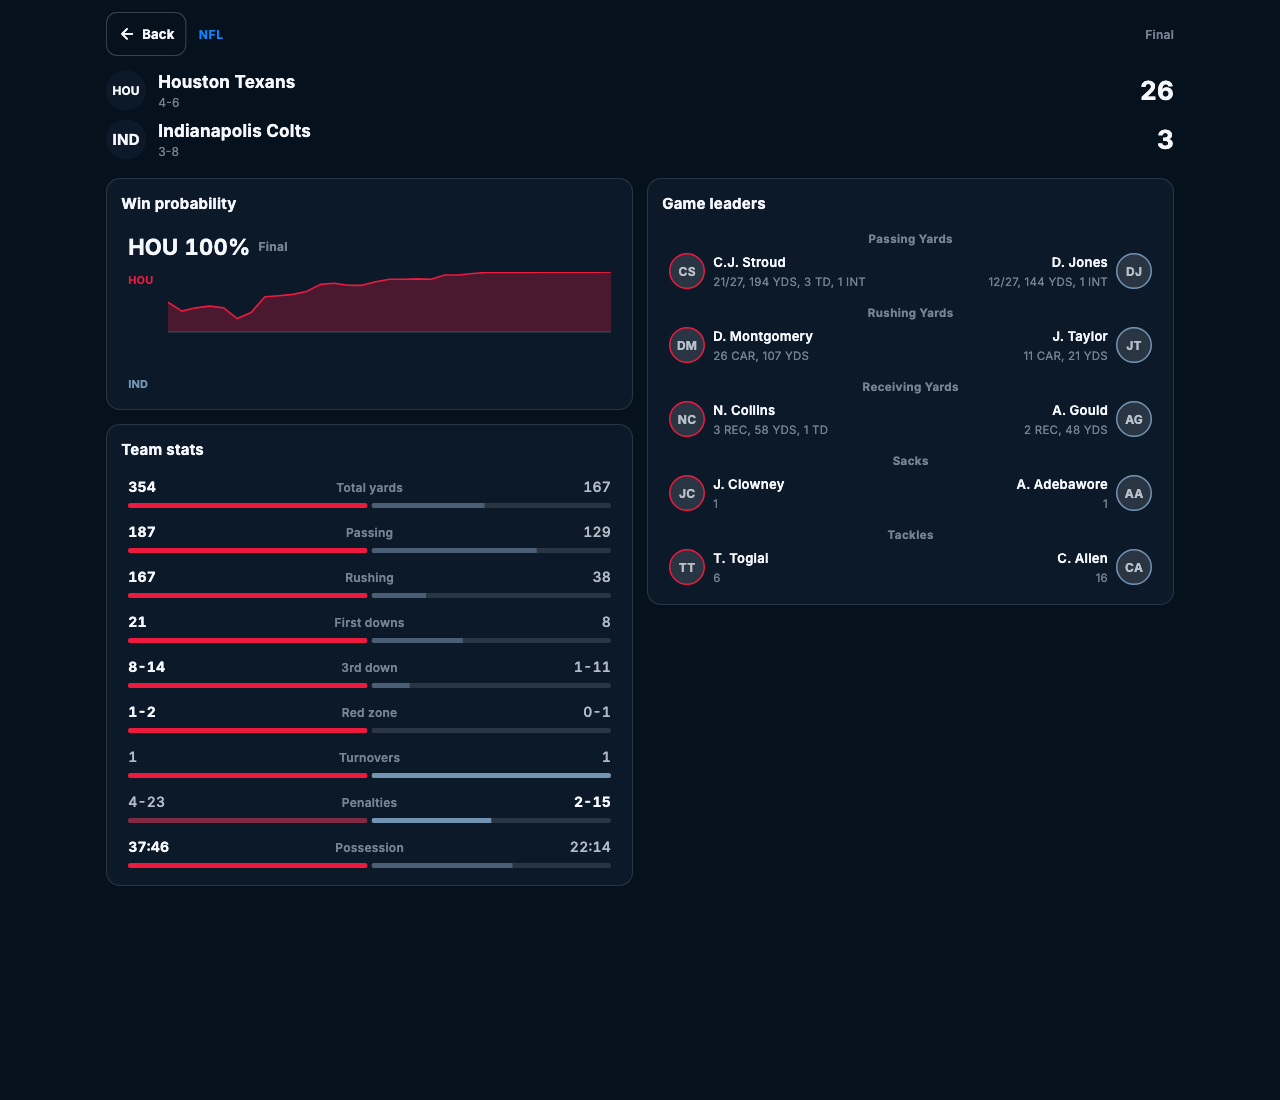 Back NFL Final
HOU Houston Texans 26
4-6
IND Indianapolis Colts 3
3-8
Win probability
HOU 100% Final
HOU
IND
Team stats
354 Total yards 167
187 Passing 129
167 Rushing 38
21 First downs 8
8-14 3rd down 1-11
1-2 Red zone 0-1
1 Turnovers 1
4-23 Penalties 2-15
37:46 Possession 22:14
Game leaders
Passing Yards
CS C.J. Stroud D. Jones DJ
21/27, 194 YDS, 3 TD, 1 INT 12/27, 144 YDS, 1 INT
Rushing Yards
DM D. Montgomery J. Taylor JT
26 CAR, 107 YDS 11 CAR, 21 YDS
Receiving Yards
NC N. Collins A. Gould AG
3 REC, 58 YDS, 1 TD 2 REC, 48 YDS
Sacks
JC J. Clowney A. Adebawore AA
1 1
Tackles
TT T. Togiai C. Allen CA
6 16